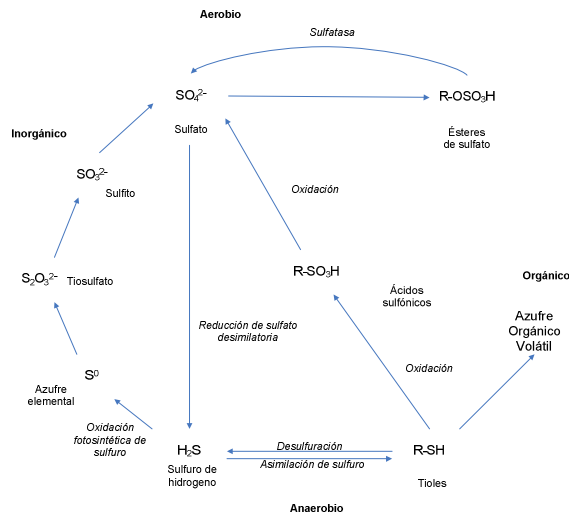 Aerobio
Sulfatasa
SO₄²⁻
R-OSO₃H
Sulfato
Ésteres
de sulfato
Inorgánico
SO₃²⁻
Sulfito
Oxidación
S₂O₃²⁻
Tiosulfato
R-SO₃H
Ácidos
sulfónicos
Orgánico
Azufre
Orgánico
Volátil
Reducción de sulfato
desimilatoria
Oxidación
S⁰
Azufre
elemental
Oxidación
fotosintética de
sulfuro
H₂S
Sulfuro de
hidrogeno
Desulfuración
Asimilación de sulfuro
R-SH
Tioles
Anaerobio